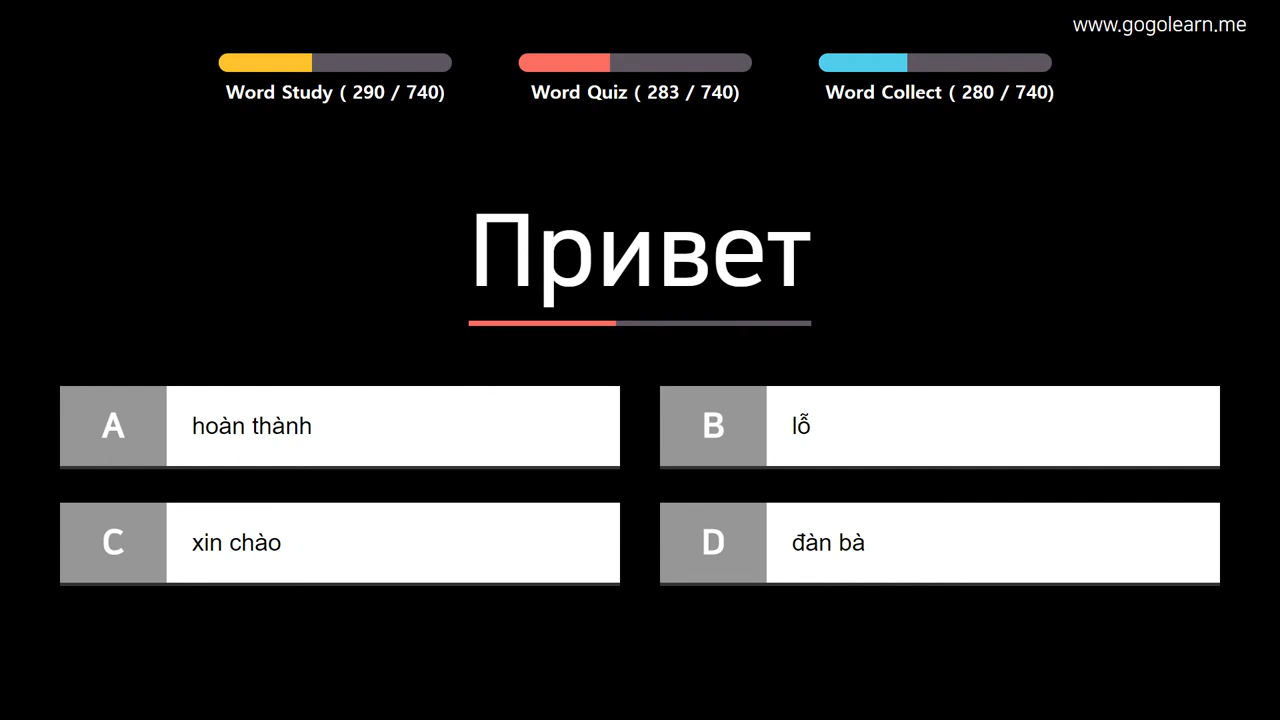 www.gogolearn.me
Word Study ( 290 / 740)
Word Quiz ( 283 / 740)
Word Collect ( 280 / 740)
Привет
A hoàn thành
B lỗ
C xin chào
D đàn bà